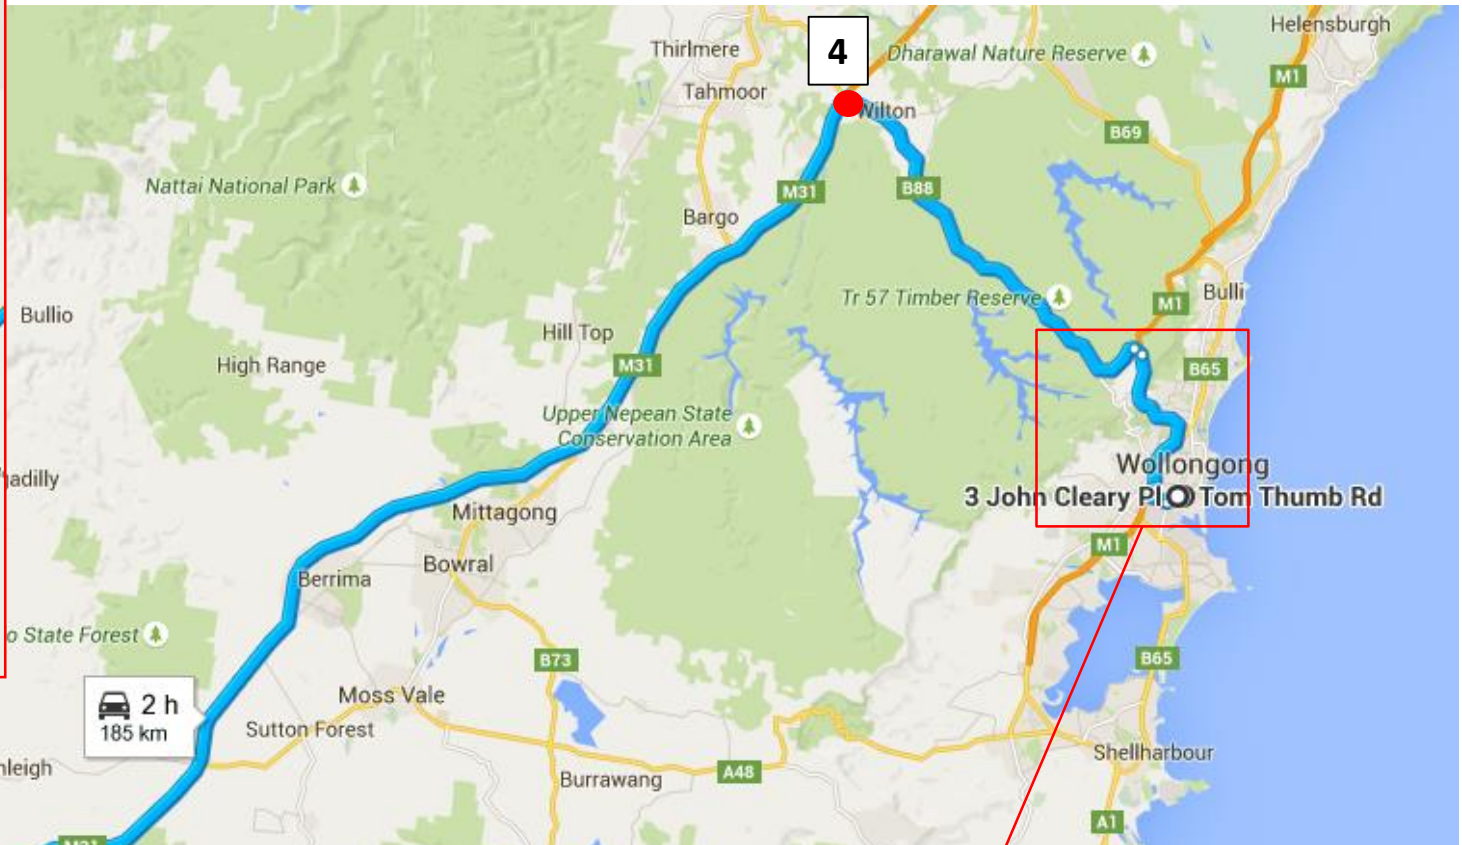 Helensburgh
4
Thirlmere
Dharawal Nature Reserve
M1
Tahmoor
Wilton
B69
Nattai National Park
M31
B88
Bargo
Tr 57 Timber Reserve
Bulli
M1
Bullio
Hill Top
High Range
M31
B65
Upper Nepean State
Conservation Area
Wollongong
adilly
3 John Cleary Pl
Tom Thumb Rd
Mittagong
M1
Bowral
Berrima
o State Forest
B73
B65
2 h
185 km
Moss Vale
Sutton Forest
Shellharbour
nleigh
Burrawang
A48
A1
M31